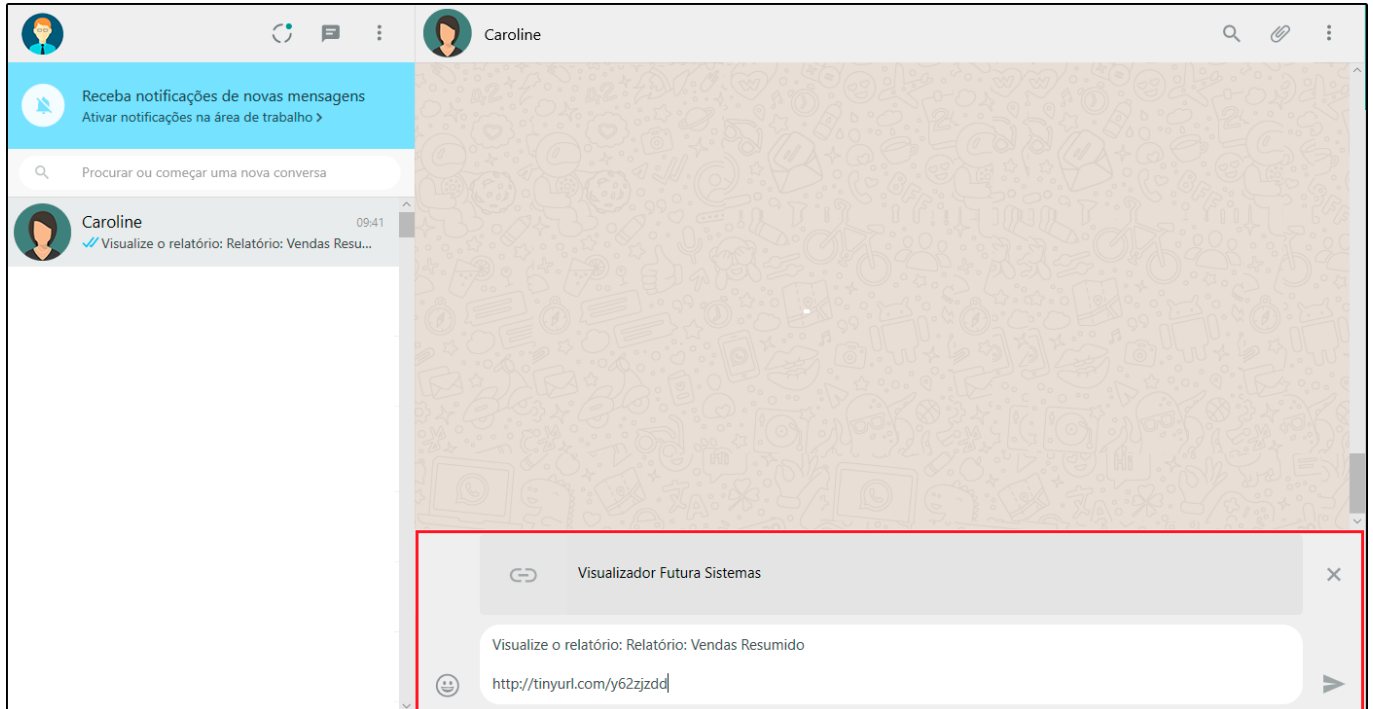 Caroline
Receba notificações de novas mensagens
Ativar notificações na área de trabalho >
Procurar ou começar uma nova conversa
Caroline
09:41
Visualize o relatório: Relatório: Vendas Resu...
Visualizador Futura Sistemas
Visualize o relatório: Relatório: Vendas Resumido
http://tinyurl.com/y62zjzdd